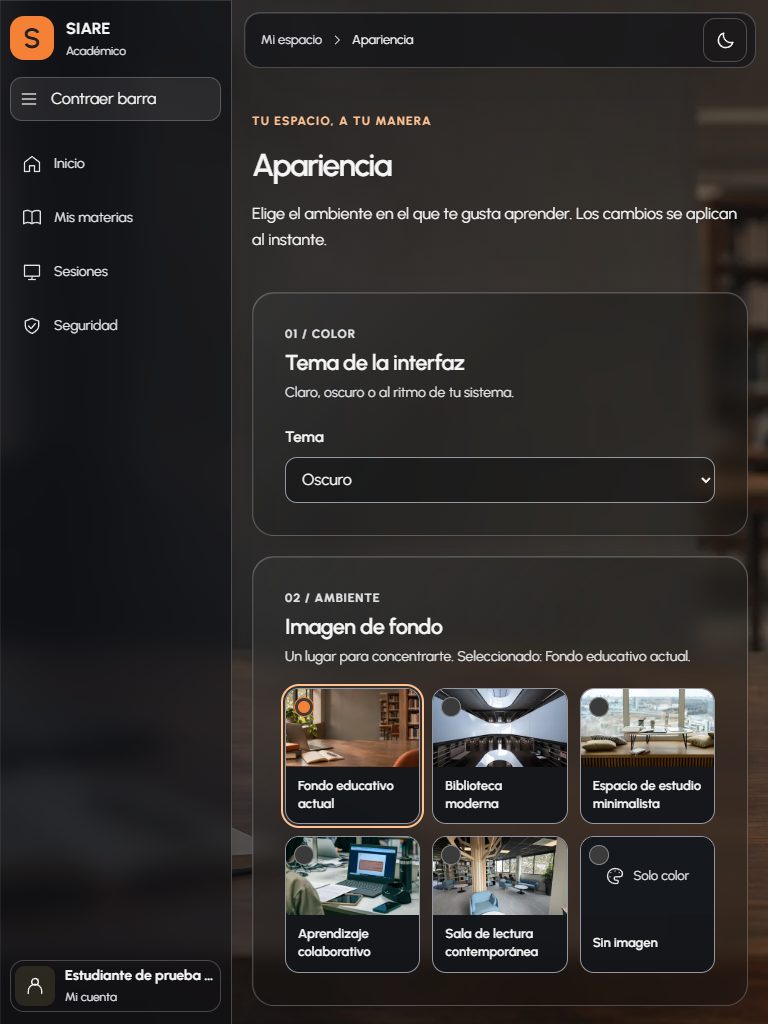 S
SIARE
Académico
Contraer barra
Inicio
Mis materias
Sesiones
Seguridad
Estudiante de prueba ...
Mi cuenta
Mi espacio > Apariencia
TU ESPACIO, A TU MANERA
Apariencia
Elige el ambiente en el que te gusta aprender. Los cambios se aplican
al instante.
01 / COLOR
Tema de la interfaz
Claro, oscuro o al ritmo de tu sistema.
Tema
Oscuro
02 / AMBIENTE
Imagen de fondo
Un lugar para concentrarte. Seleccionado: Fondo educativo actual.
Fondo educativo
actual
Biblioteca
moderna
Espacio de estudio
minimalista
Aprendizaje
colaborativo
Sala de lectura
contemporánea
Solo color
Sin imagen